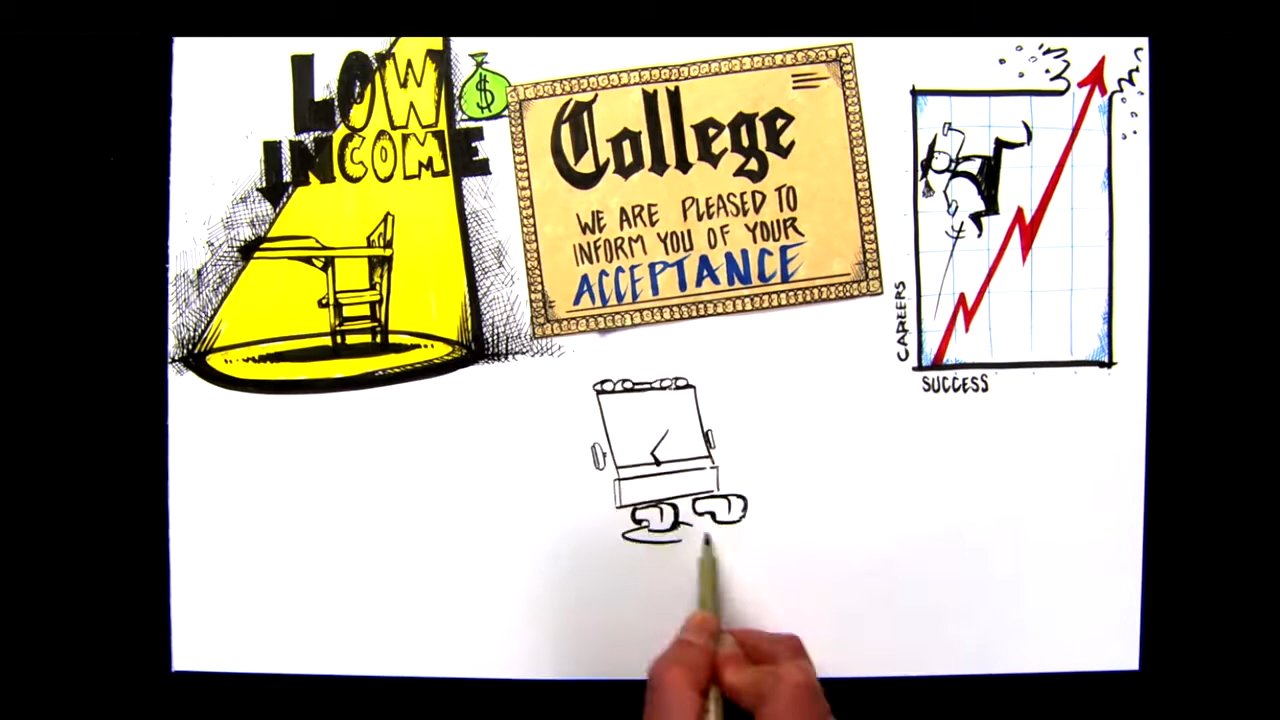 LOW
INCOME
$
College
WE ARE PLEASED TO
INFORM YOU OF YOUR
ACCEPTANCE
CAREERS
SUCCESS